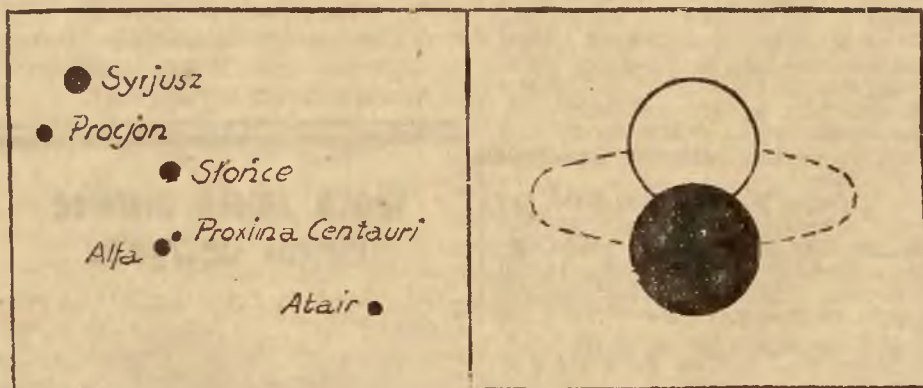 Syrjusz
Procjon
Słońce
Proxima Centauri
Alfa
Atair